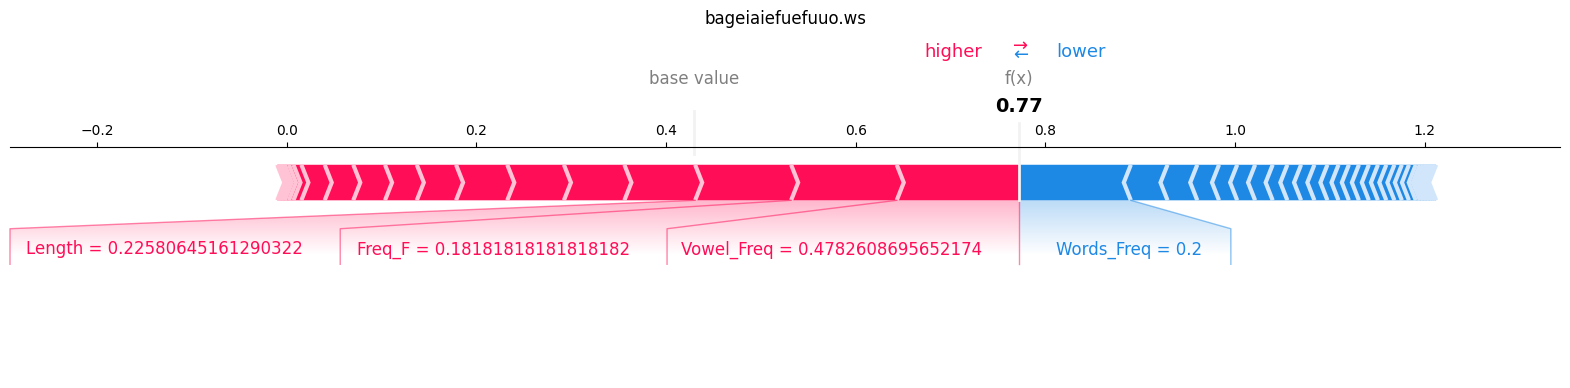 bageiaiefuefuuo.ws
higher ⇄ lower
base value f(x)
0.77
−0.2 0.0 0.2 0.4 0.6 0.8 1.0 1.2
Length = 0.22580645161290322 Freq_F = 0.18181818181818182 Vowel_Freq = 0.4782608695652174 Words_Freq = 0.2